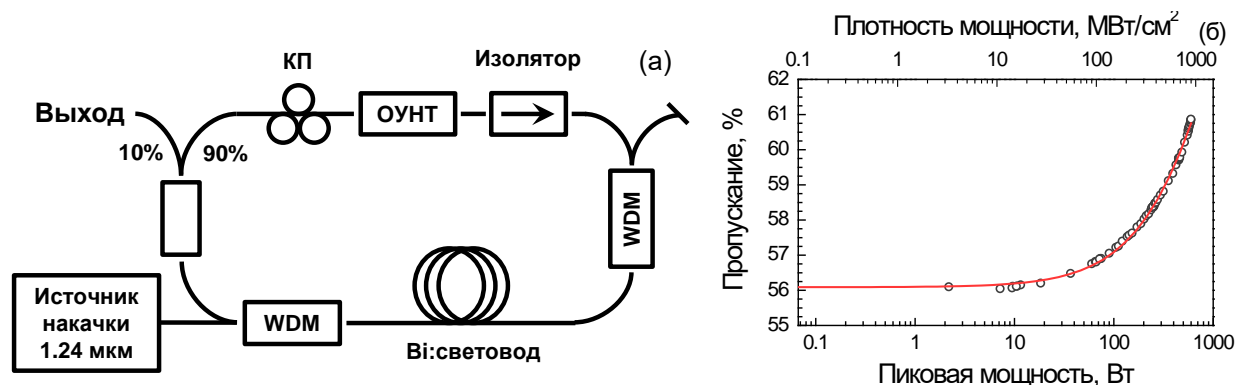 КП
Изолятор
(а)
Выход
ОУНТ
10%
90%
WDM
Источник
накачки
1.24 мкм
WDM
Bi:световод
Плотность мощности, МВт/см²
(б)
0.1 1 10 100 1000
Пропускание, %
62
61
60
59
58
57
56
55
0.1 1 10 100 1000
Пиковая мощность, Вт